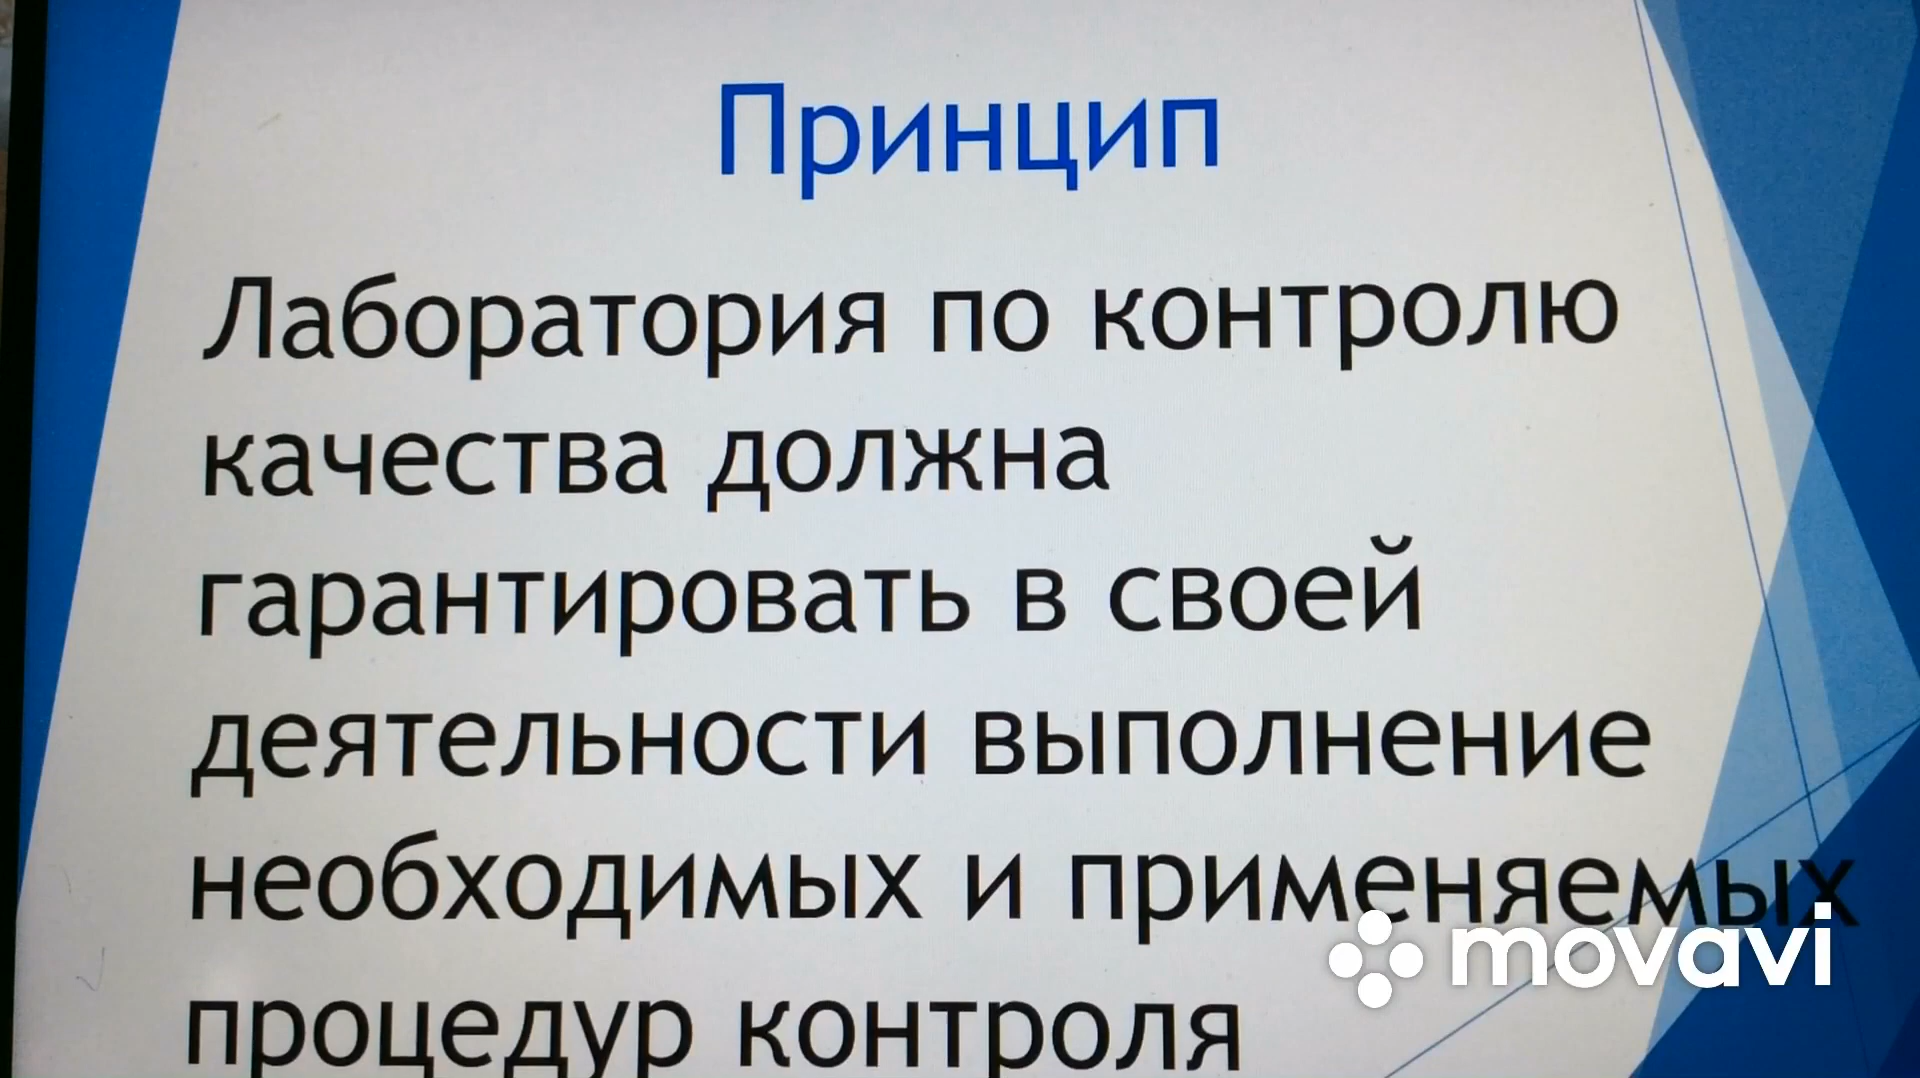 Принцип
Лаборатория по контролю
качества должна
гарантировать в своей
деятельности выполнение
необходимых и применяемых
процедур контроля
movavi